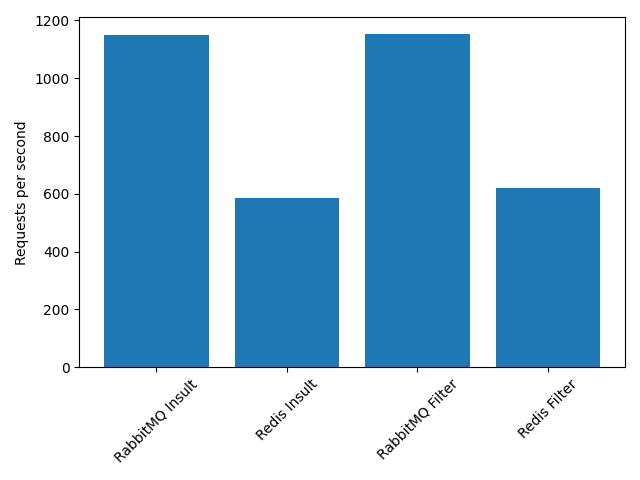 Requests per second
1200
1000
800
600
400
200
0
RabbitMQ Insult
Redis Insult
RabbitMQ Filter
Redis Filter